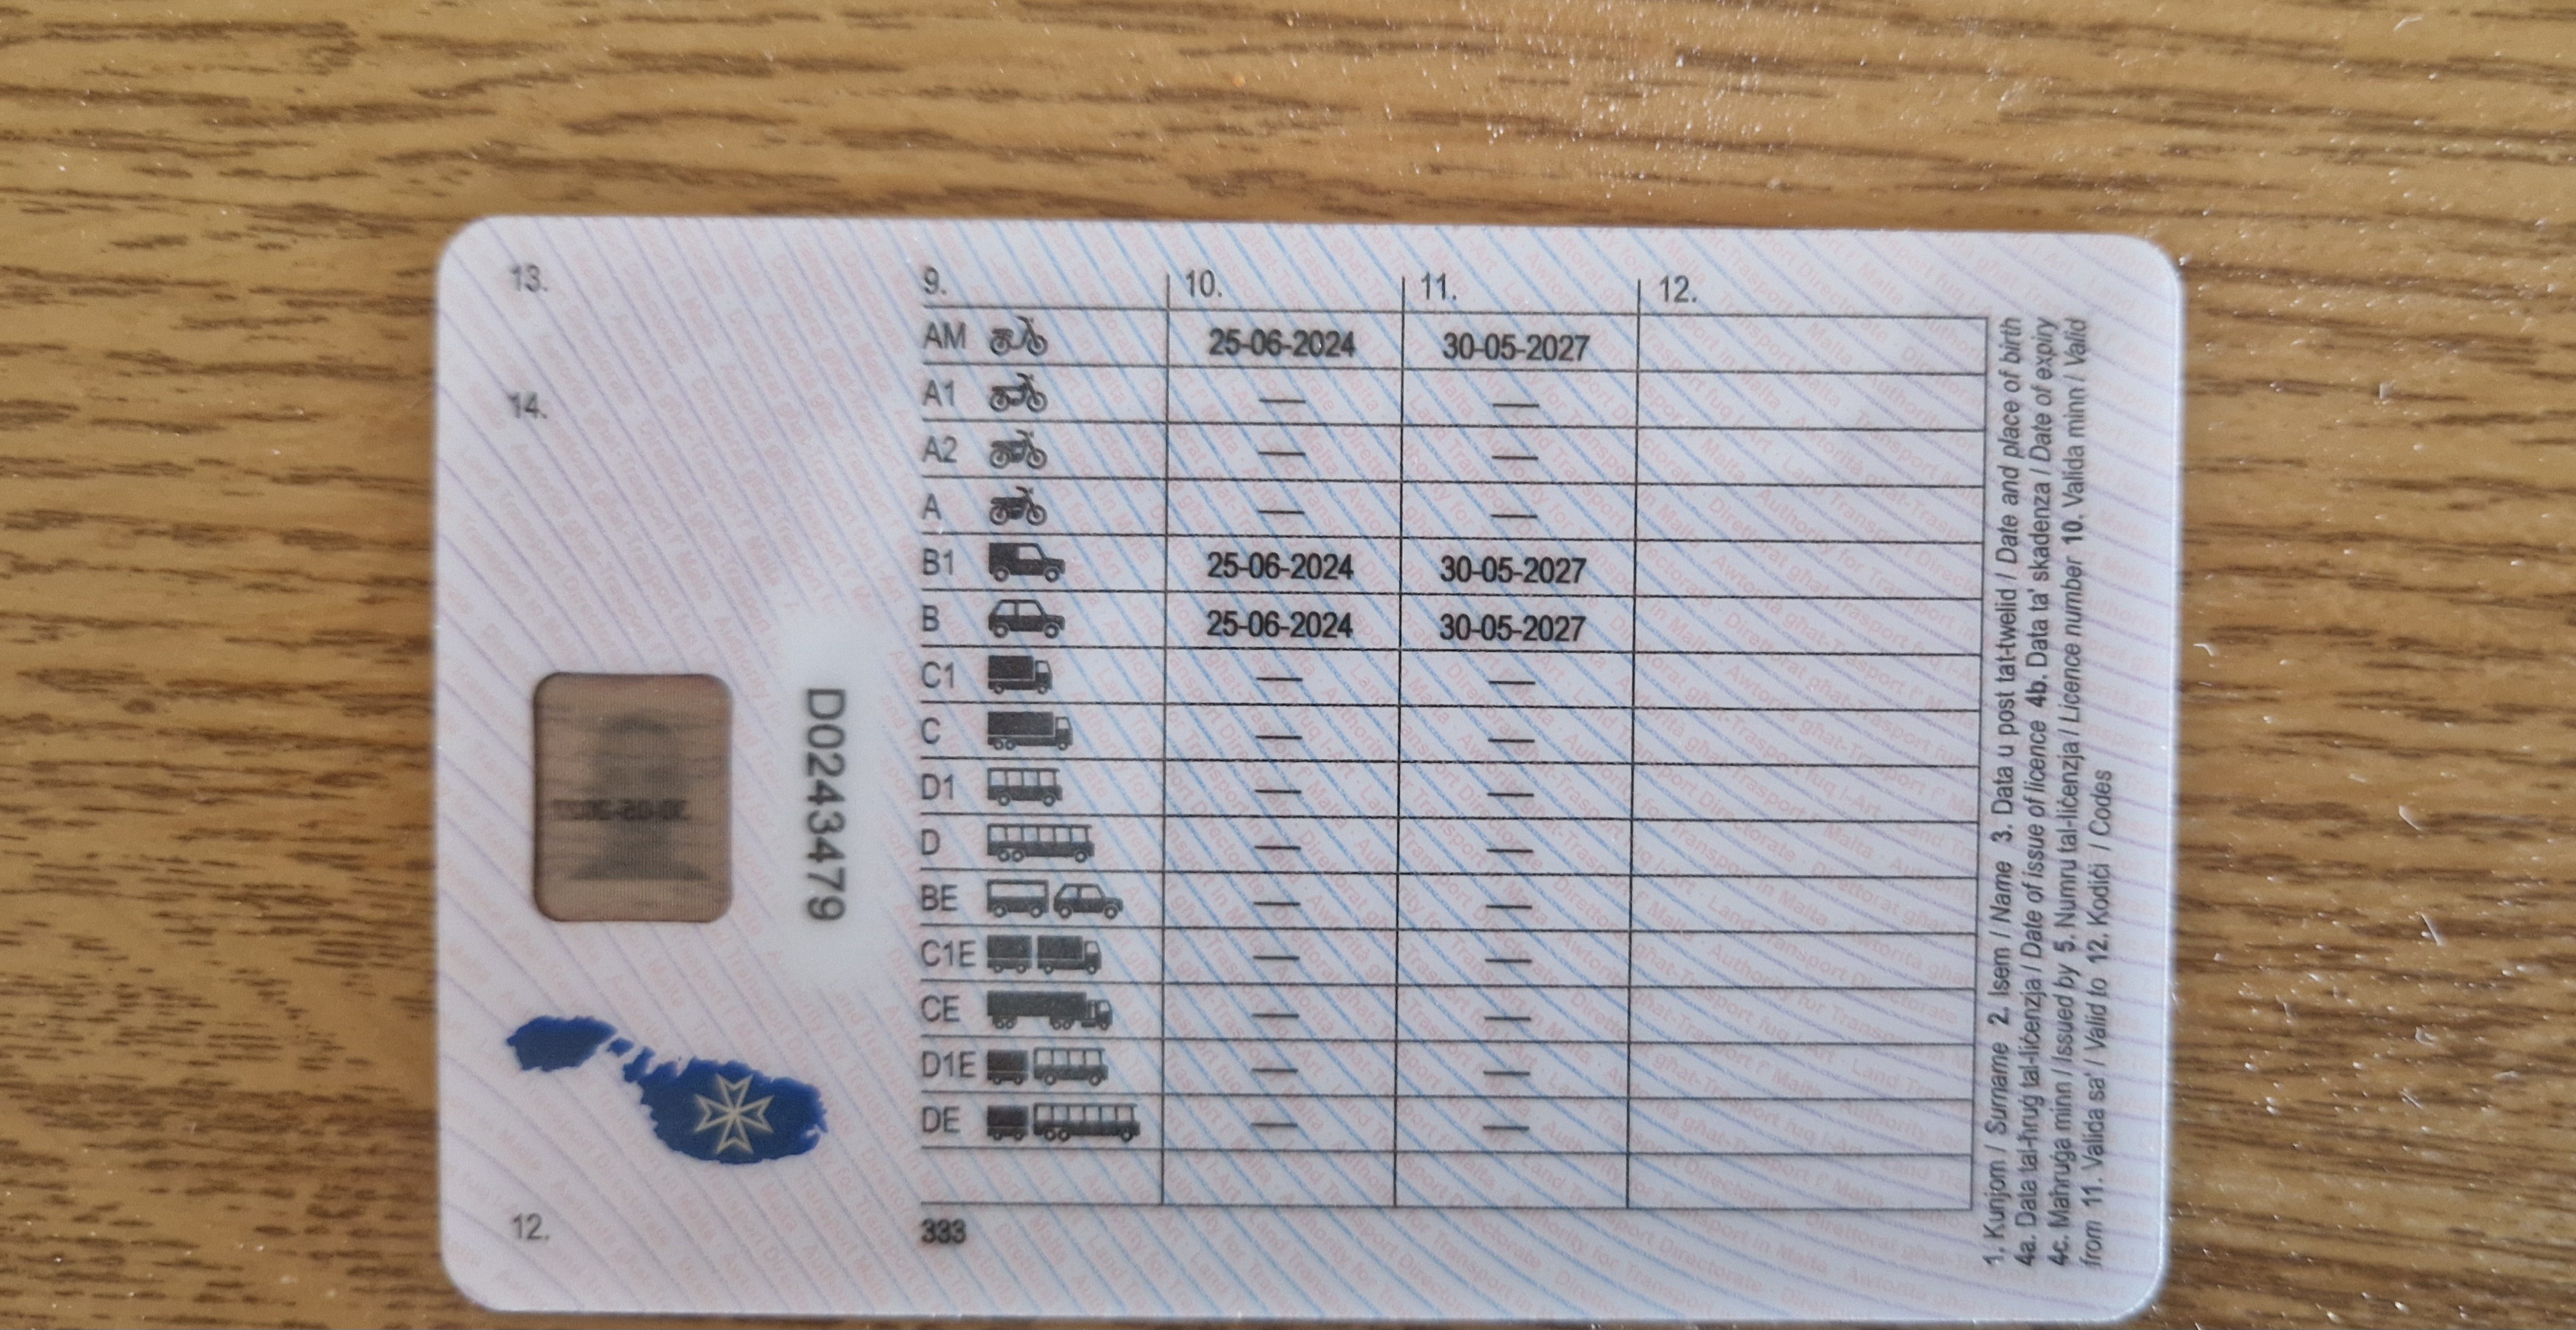 13.
14.
D02434479
12.
9. 10. 11. 12.
AM 25-06-2024 30-05-2027
A1 — —
A2 — —
A — —
B1 25-06-2024 30-05-2027
B 25-06-2024 30-05-2027
C1 — —
C — —
D1 — —
D — —
BE — —
C1E — —
CE — —
D1E — —
DE — —
333
1. Kunjom / Surname 2. Isem / Name 3. Data u post tat-twelid / Date and place of birth
4a. Data tal-ħruġ tal-liċenzja / Date of issue of licence 4b. Data ta' skadenza / Date of expiry
4c. Maħruġa minn / Issued by 5. Numru tal-liċenzja / Licence number 10. Valida minn / Valid
from 11. Valida sa' / Valid to 12. Kodiċi / Codes